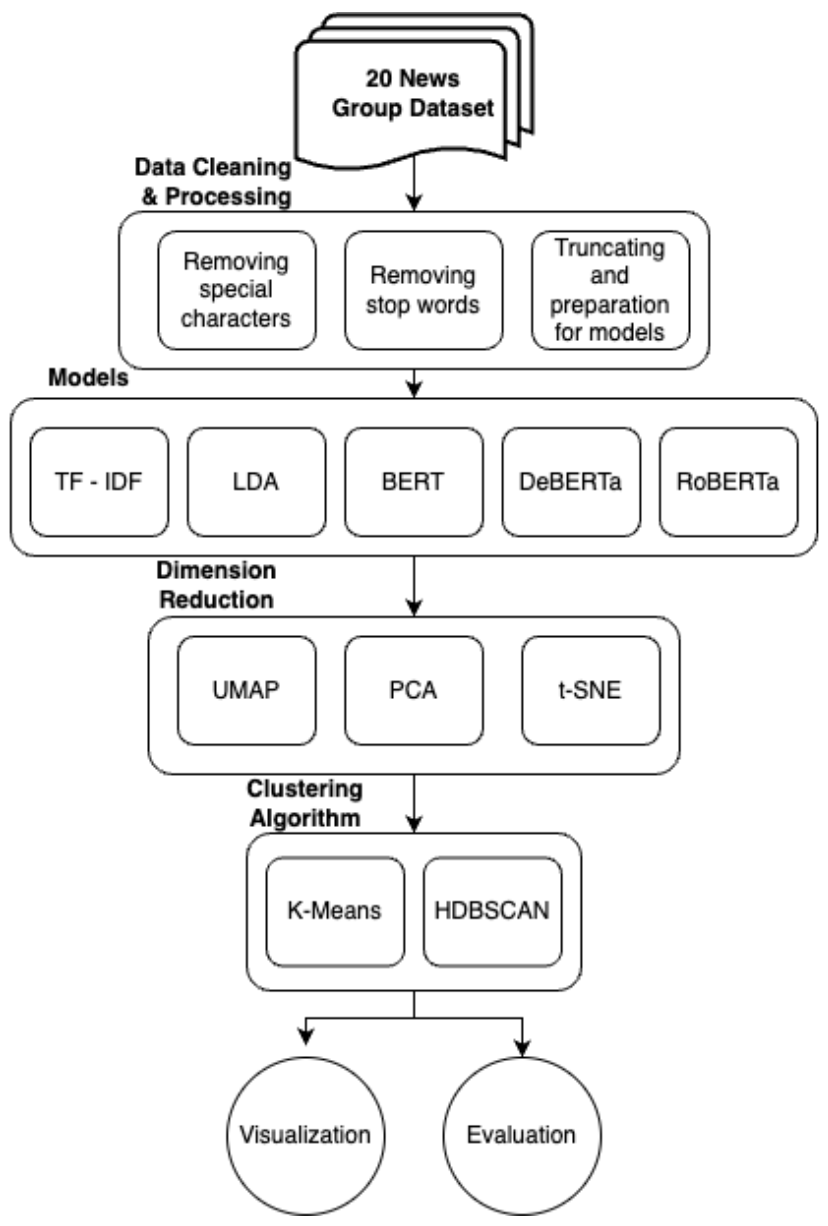 20 News
Group Dataset
Data Cleaning
& Processing
Removing
special
characters
Removing
stop words
Truncating
and
preparation
for models
Models
TF - IDF
LDA
BERT
DeBERTa
RoBERTa
Dimension
Reduction
UMAP
PCA
t-SNE
Clustering
Algorithm
K-Means
HDBSCAN
Visualization
Evaluation